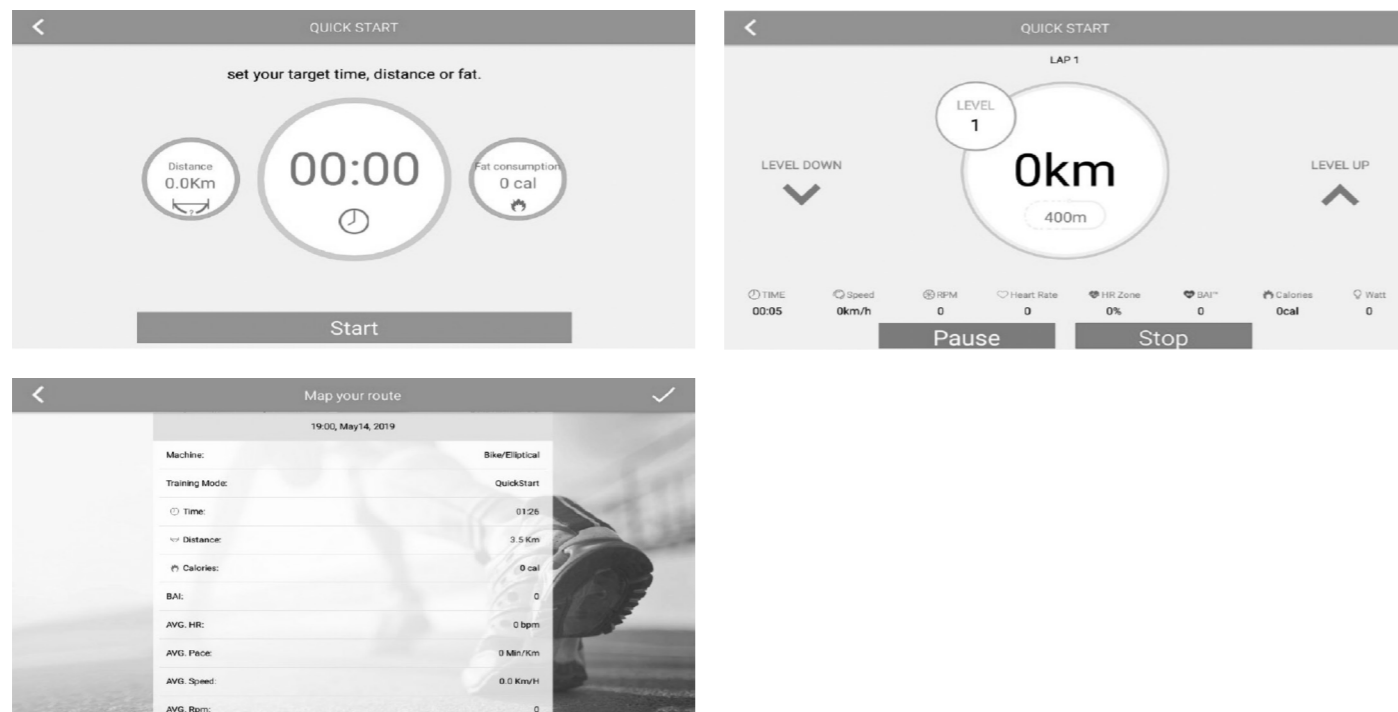 QUICK START
set your target time, distance or fat.
Distance
0.0Km
?
00:00
Fat consumption
0 cal
Start
QUICK START
LAP 1
LEVEL
1
LEVEL DOWN
0km
LEVEL UP
400m
TIME Speed RPM Heart Rate HR Zone BAI™ Calories Watt
00:05 0km/h 0 0 0% 0 0cal 0
Pause Stop
Map your route
19:00, May14, 2019
Machine: Bike/Elliptical
Training Mode: QuickStart
Time: 01:26
Distance: 3.5 Km
Calories: 0 cal
BAI: 0
AVG. HR: 0 bpm
AVG. Pace: 0 Min/Km
AVG. Speed: 0.0 Km/H
AVG. Rpm: 0